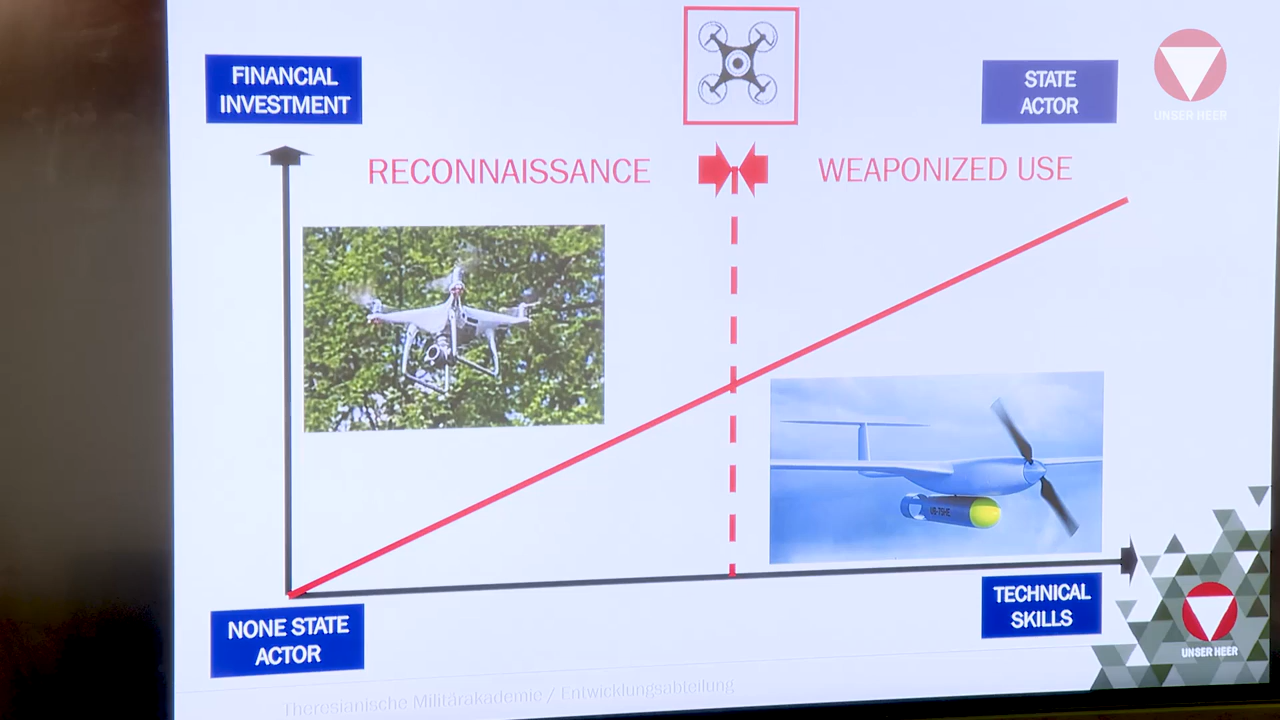 FINANCIAL
INVESTMENT
STATE
ACTOR
UNSER HEER
RECONNAISSANCE
WEAPONIZED USE
TECHNICAL
SKILLS
NONE STATE
ACTOR
UNSER HEER
Theresianische Militärakademie / Entwicklungsabteilung